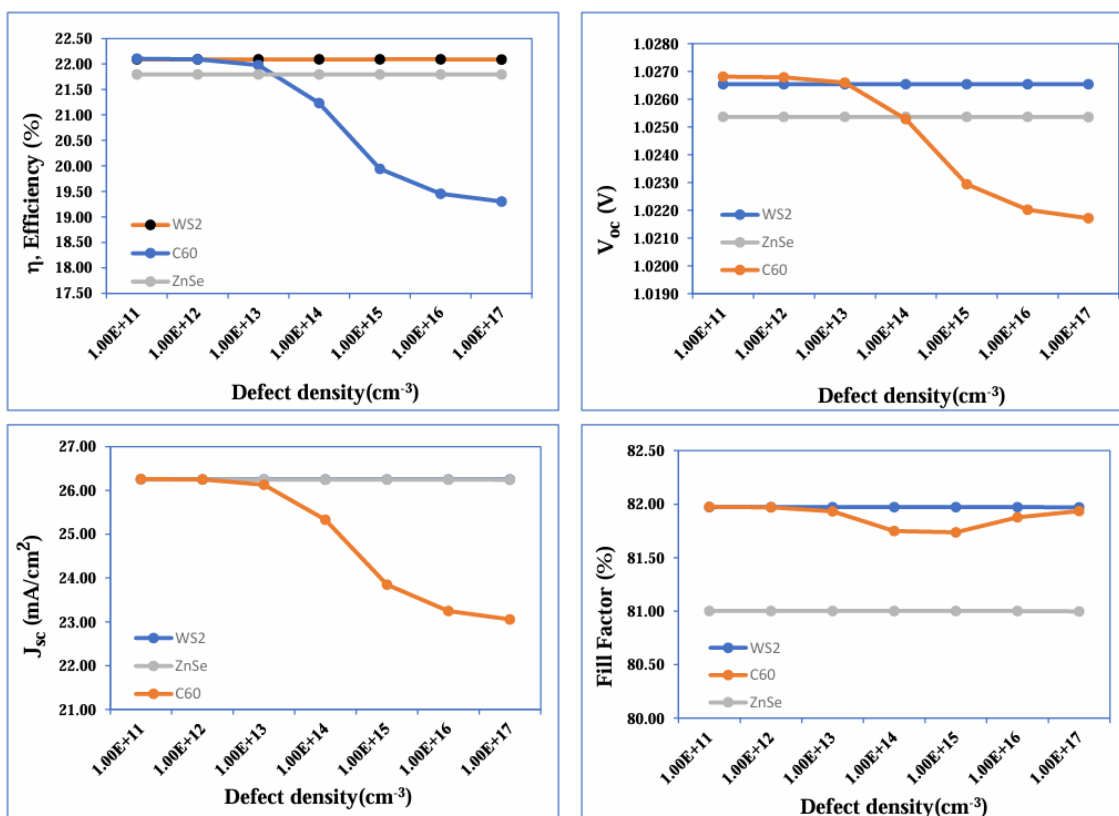 η, Efficiency (%)
22.50
22.00
21.50
21.00
20.50
20.00
19.50
19.00
18.50
18.00
17.50
WS2
C60
ZnSe
1.00E+11
1.00E+12
1.00E+13
1.00E+14
1.00E+15
1.00E+16
1.00E+17
Defect density(cm⁻³)
Voc (V)
1.0280
1.0270
1.0260
1.0250
1.0240
1.0230
1.0220
1.0210
1.0200
1.0190
WS2
ZnSe
C60
1.00E+11
1.00E+12
1.00E+13
1.00E+14
1.00E+15
1.00E+16
1.00E+17
Defect density(cm⁻³)
Jsc (mA/cm²)
27.00
26.00
25.00
24.00
23.00
22.00
21.00
WS2
ZnSe
C60
1.00E+11
1.00E+12
1.00E+13
1.00E+14
1.00E+15
1.00E+16
1.00E+17
Defect density(cm⁻³)
Fill Factor (%)
82.50
82.00
81.50
81.00
80.50
80.00
WS2
C60
ZnSe
1.00E+11
1.00E+12
1.00E+13
1.00E+14
1.00E+15
1.00E+16
1.00E+17
Defect density(cm⁻³)